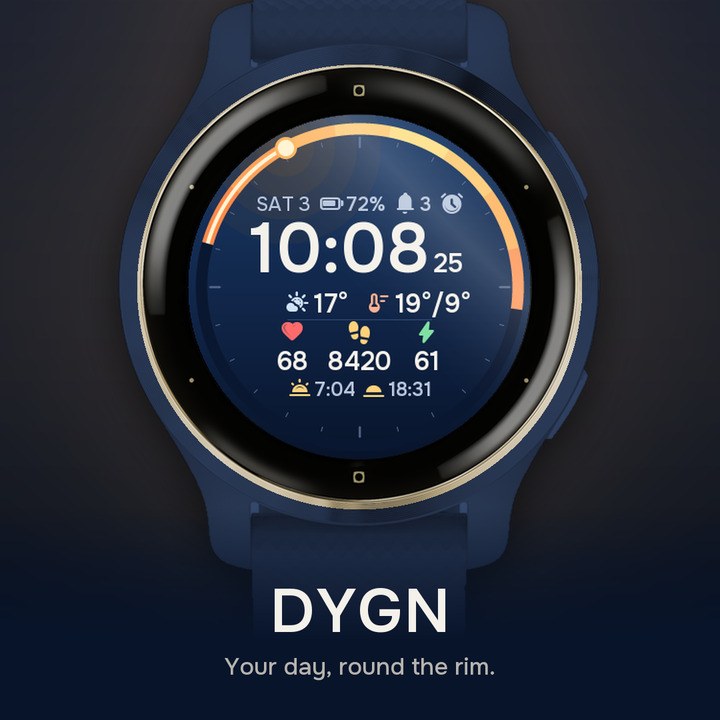 SAT 3 72% 3
10:08 25
17° 19°/9°
68 8420 61
7:04 18:31
DYGN
Your day, round the rim.